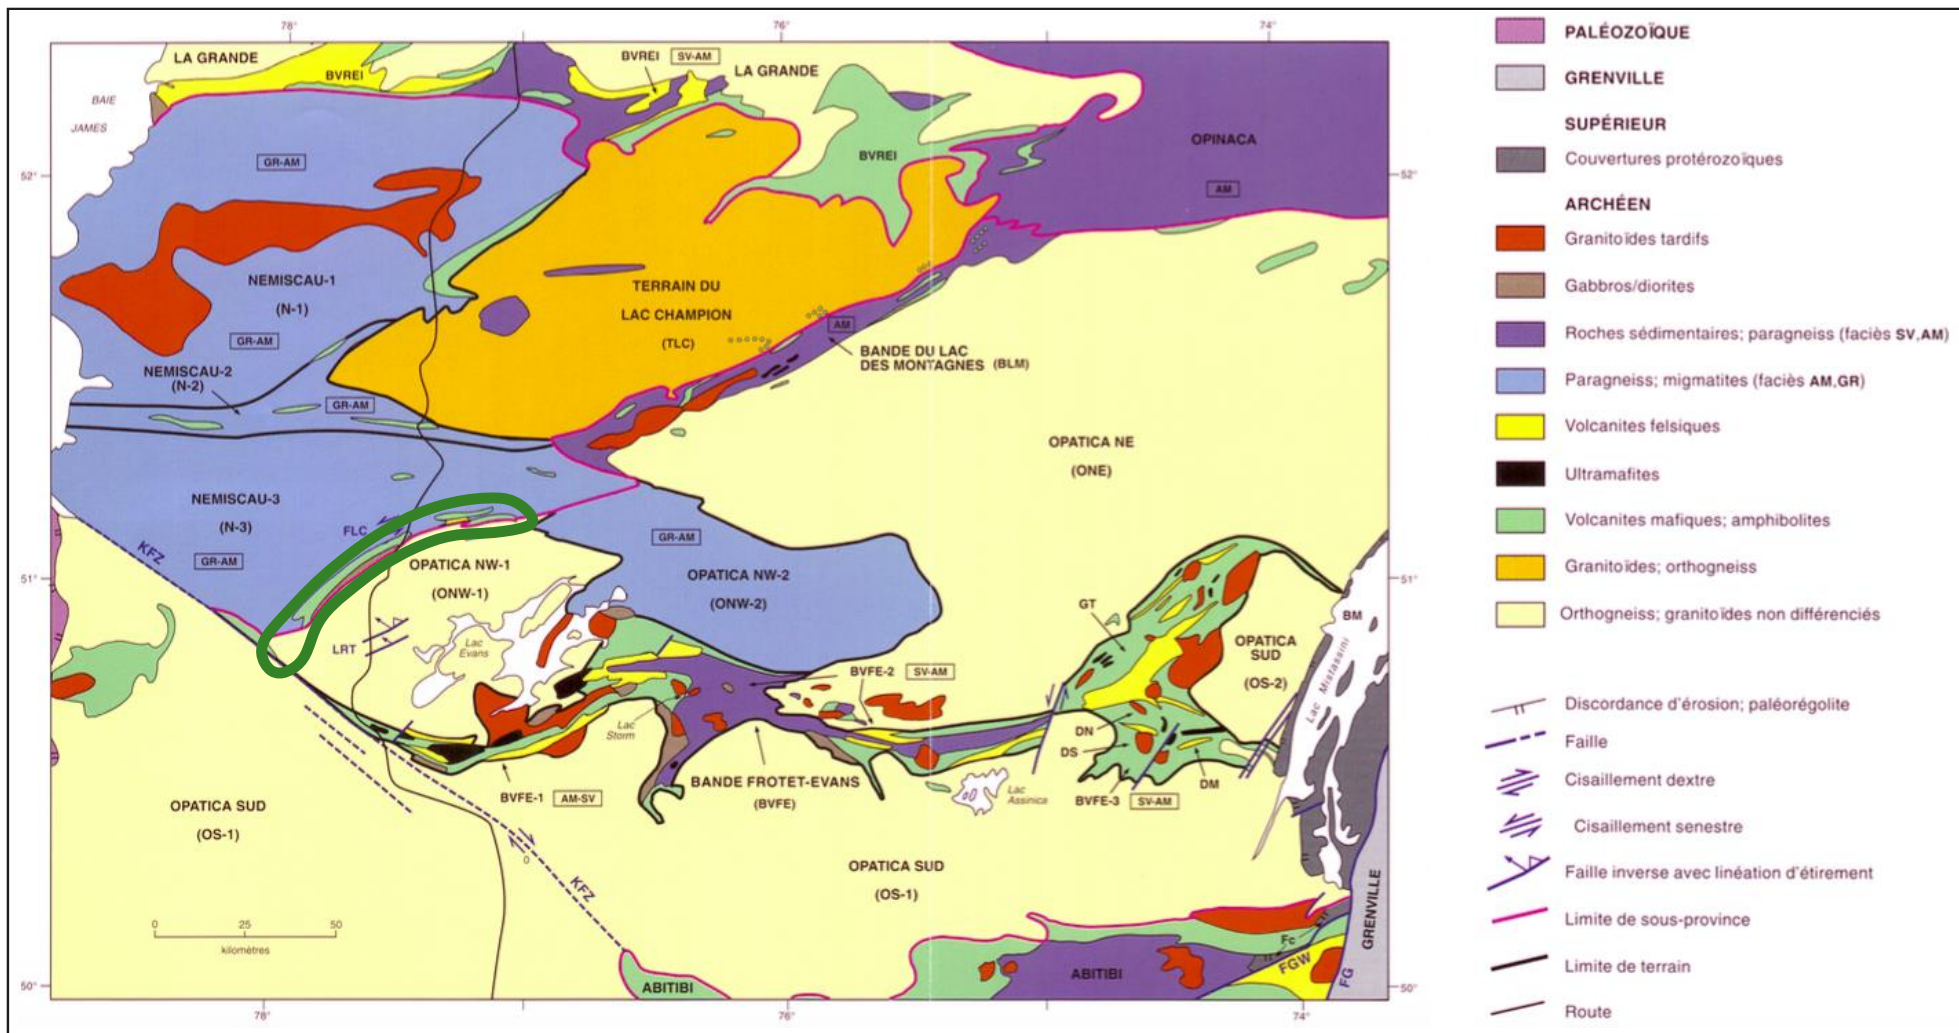 78°
76°
74°
LA GRANDE
BVREI
BVREI
SV-AM
LA GRANDE
BAIE
JAMES
GR-AM
BVREI
OPINACA
AM
52°
52°
NEMISCAU-1
(N-1)
TERRAIN DU
LAC CHAMPION
(TLC)
AM
GR-AM
NEMISCAU-2
(N-2)
BANDE DU LAC
DES MONTAGNES (BLM)
GR-AM
OPATICA NE
(ONE)
NEMISCAU-3
(N-3)
FLC
KFZ
GR-AM
GR-AM
OPATICA NW-1
(ONW-1)
OPATICA NW-2
(ONW-2)
51°
51°
GT
BM
LRT
Lac
Evans
OPATICA
SUD
(OS-2)
BVFE-2
SV-AM
Lac Mistassini
Lac
Storm
DN
DS
DM
BANDE FROTET-EVANS
(BVFE)
BVFE-1
AM-SV
Lac
Assinica
BVFE-3
SV-AM
OPATICA SUD
(OS-1)
0
KFZ
OPATICA SUD
(OS-1)
GRENVILLE
0
25
50
kilomètres
Fc
FGW
FG
ABITIBI
ABITIBI
50°
50°
78°
76°
74°
PALÉOZOÏQUE
GRENVILLE
SUPÉRIEUR
Couvertures protérozoïques
ARCHÉEN
Granitoïdes tardifs
Gabbros/diorites
Roches sédimentaires; paragneiss (faciès SV,AM)
Paragneiss; migmatites (faciès AM,GR)
Volcanites felsiques
Ultramafites
Volcanites mafiques; amphibolites
Granitoïdes; orthogneiss
Orthogneiss; granitoïdes non différenciés
Discordance d'érosion; paléorégolite
Faille
Cisaillement dextre
Cisaillement senestre
Faille inverse avec linéation d'étirement
Limite de sous-province
Limite de terrain
Route